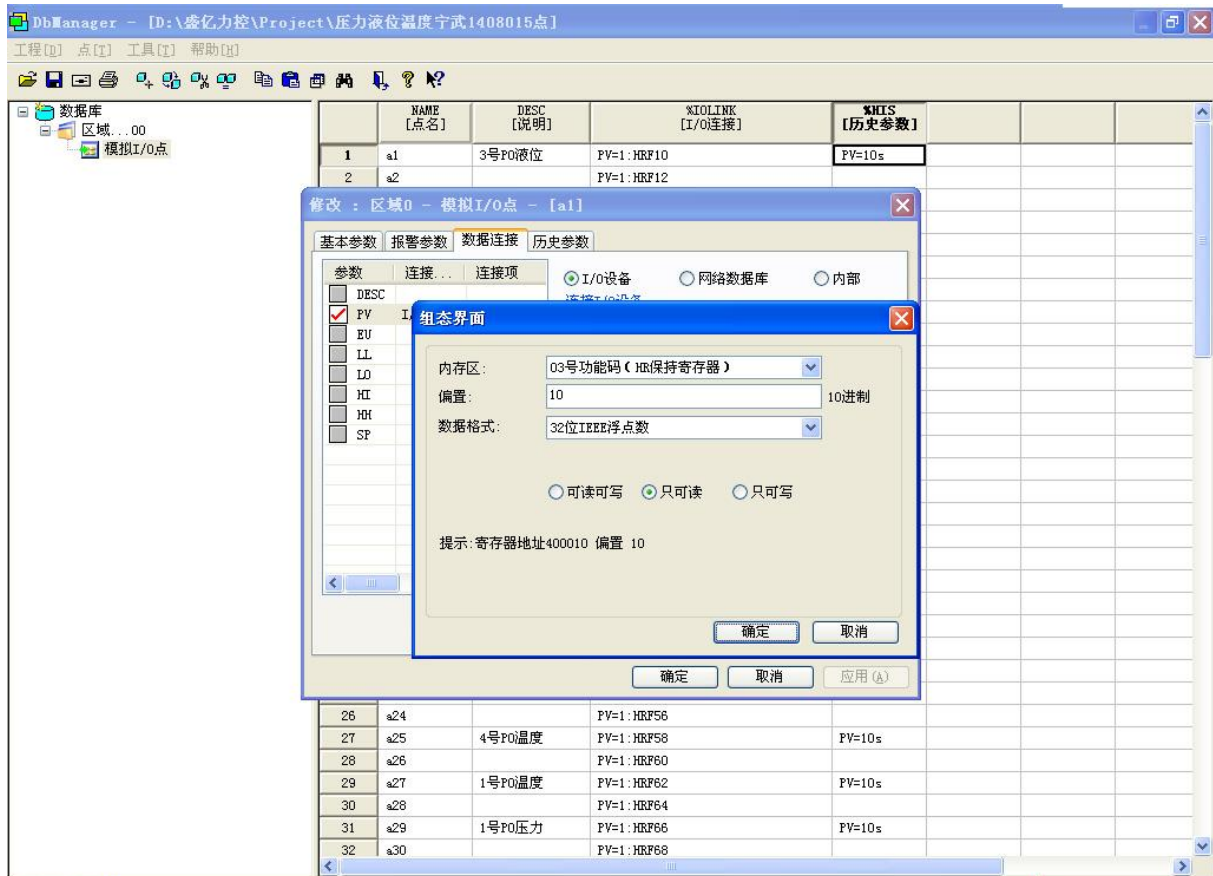 DbManager - [D:\盛亿力控\Project\压力液位温度宁武1408015点]
工程[D] 点[T] 工具[T] 帮助[H]
数据库
区域...00
模拟I/O点
NAME [点名] DESC [说明] %IOLINK [I/O连接] %HIS [历史参数]
1 a1 3号P0液位 PV=1:HRF10 PV=10s
2 a2 PV=1:HRF12
修改 : 区域0 - 模拟I/O点 - [a1]
基本参数 报警参数 数据连接 历史参数
参数 连接... 连接项
I/O设备 网络数据库 内部
DESC
PV
EU
LL
LO
HI
HH
SP
组态界面
内存区: 03号功能码(HR保持寄存器)
偏置: 10 10进制
数据格式: 32位IEEE浮点数
可读可写 只可读 只可写
提示:寄存器地址400010 偏置 10
确定 取消
确定 取消 应用(A)
26 a24 PV=1:HRF56
27 a25 4号P0温度 PV=1:HRF58 PV=10s
28 a26 PV=1:HRF60
29 a27 1号P0温度 PV=1:HRF62 PV=10s
30 a28 PV=1:HRF64
31 a29 1号P0压力 PV=1:HRF66 PV=10s
32 a30 PV=1:HRF68